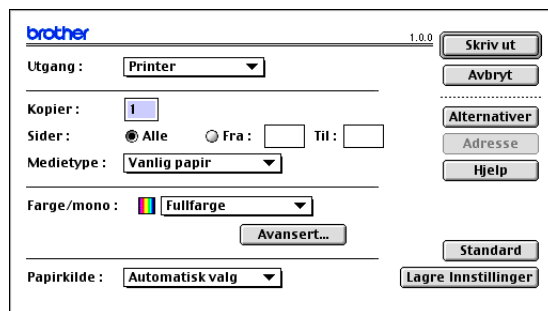 brother
1.0.0
Skriv ut
Utgang : Printer
Avbryt
Kopier : 1
Alternativer
Sider : Alle Fra : Til :
Adresse
Medietype : Vanlig papir
Hjelp
Farge/mono : Fullfarge
Avansert...
Standard
Papirkilde : Automatisk valg
Lagre Innstillinger